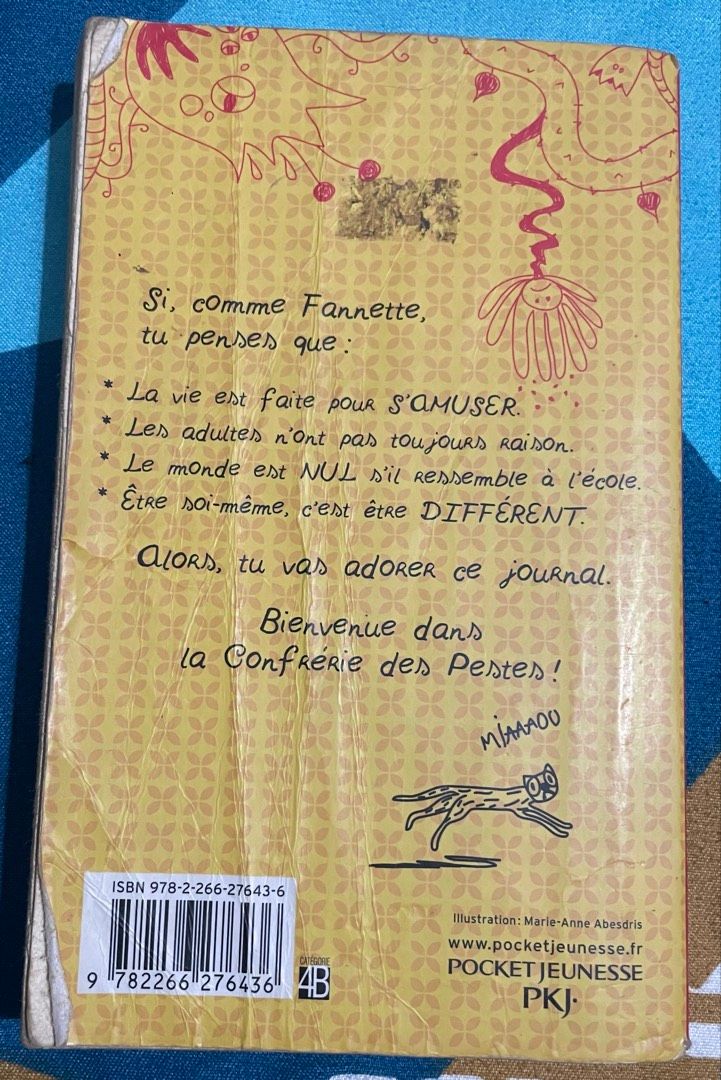 Si, comme Fannette,
tu penses que :
* La vie est faite pour S'AMUSER.
* Les adultes n'ont pas toujours raison.
* Le monde est NUL s'il ressemble à l'école.
* Être soi-même, c'est être DIFFÉRENT.
Alors, tu vas adorer ce journal.
Bienvenue dans
la Confrérie des Pestes !
MiAAAOU
ISBN 978-2-266-27643-6
9 782266 276436
CATÉGORIE
4B
Illustration : Marie-Anne Abesdris
www.pocketjeunesse.fr
POCKET JEUNESSE
PKJ·